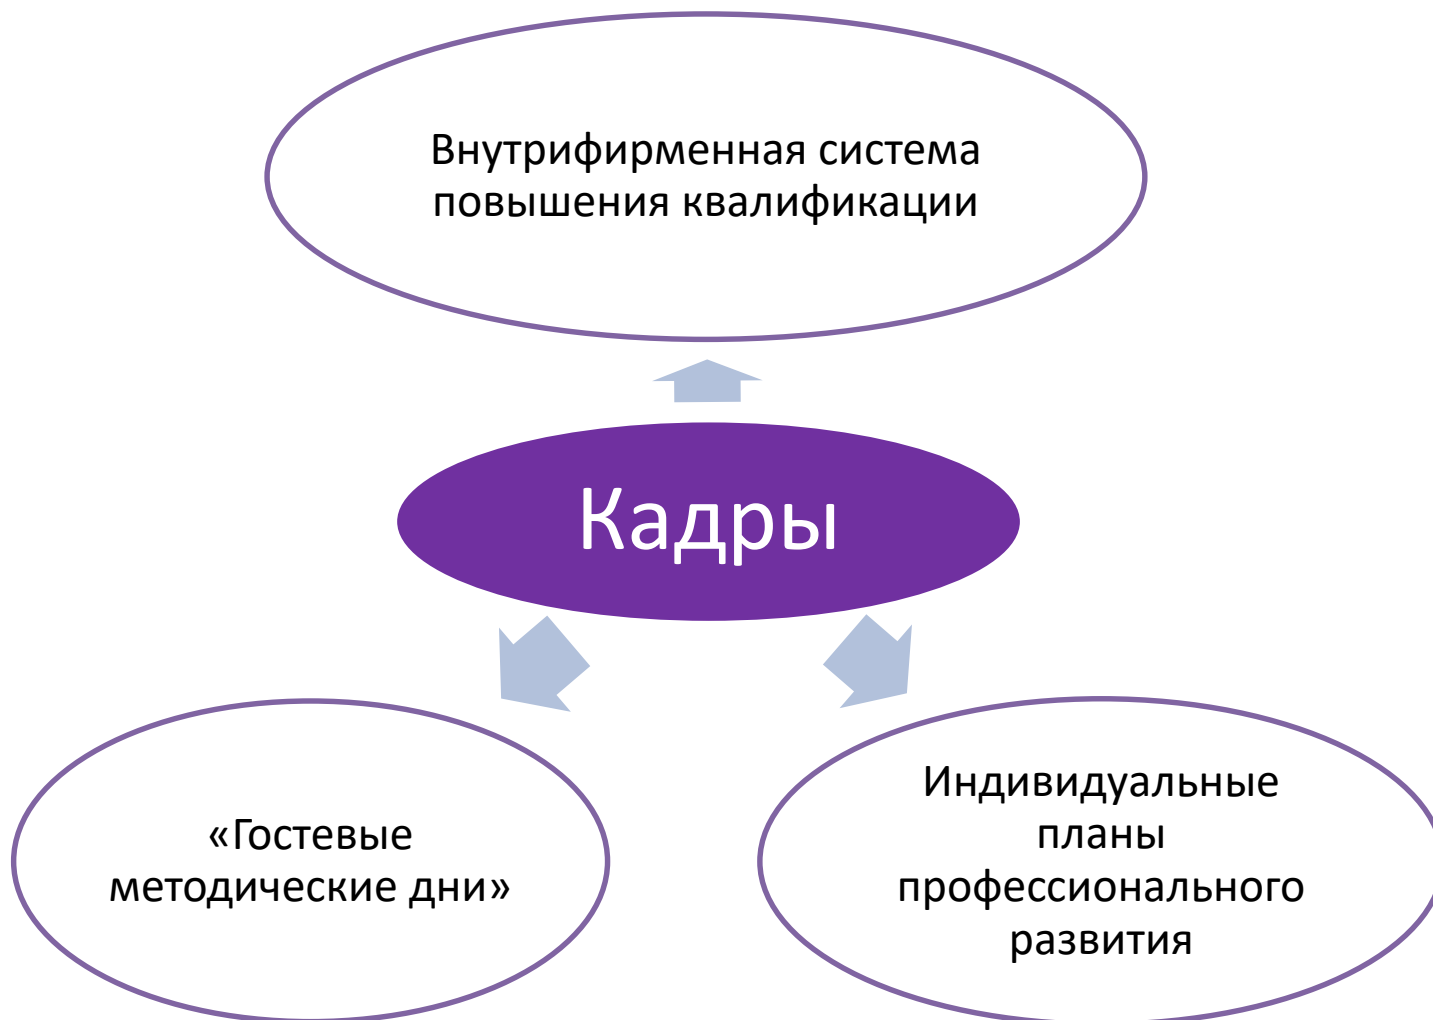 Внутрифирменная система
повышения квалификации
Кадры
«Гостевые
методические дни»
Индивидуальные
планы
профессионального
развития